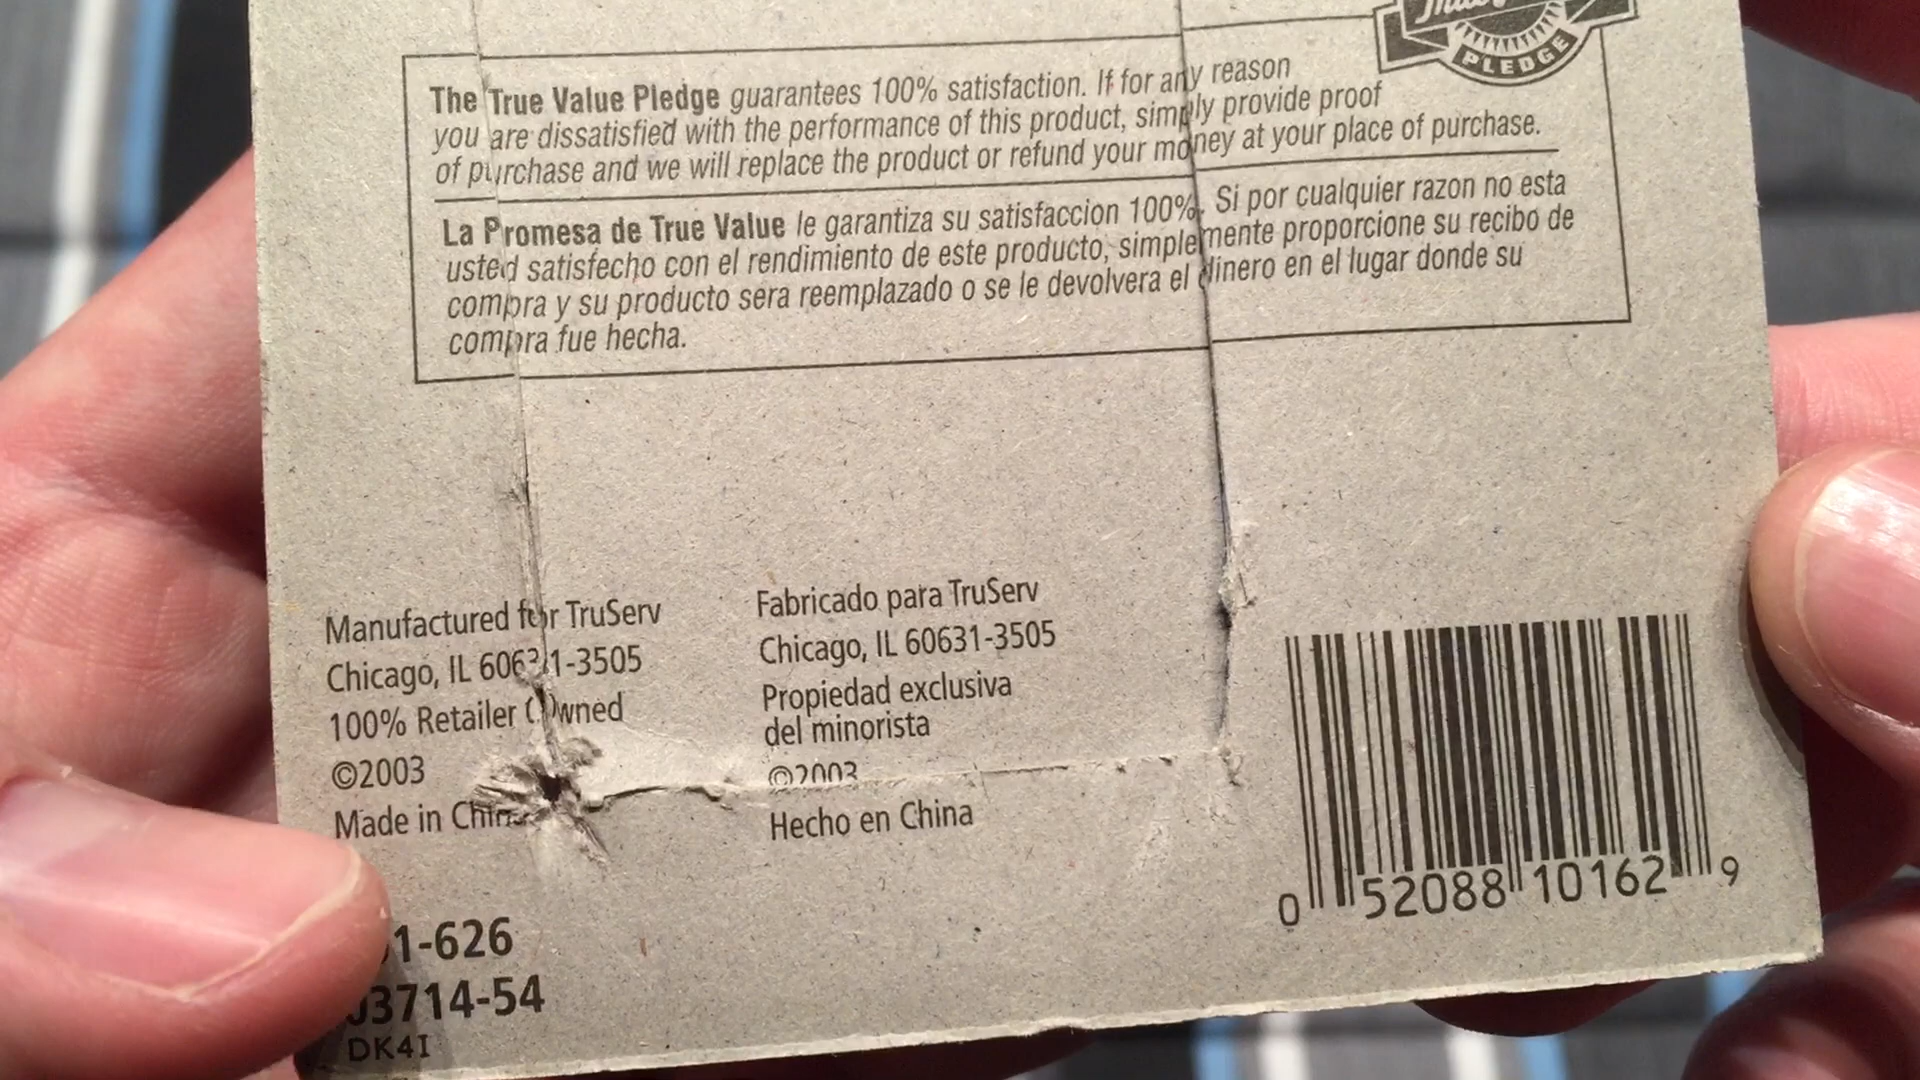 PLEDGE
The True Value Pledge guarantees 100% satisfaction. If for any reason
you are dissatisfied with the performance of this product, simply provide proof
of purchase and we will replace the product or refund your money at your place of purchase.
La Promesa de True Value le garantiza su satisfaccion 100%. Si por cualquier razon no esta
usted satisfecho con el rendimiento de este producto, simplemente proporcione su recibo de
compra y su producto sera reemplazado o se le devolvera el dinero en el lugar donde su
compra fue hecha.
Manufactured for TruServ
Chicago, IL 60631-3505
100% Retailer Owned
©2003
Made in China
Fabricado para TruServ
Chicago, IL 60631-3505
Propiedad exclusiva
del minorista
©2003
Hecho en China
0 52088 10162 9
1-626
3714-54
DK4I